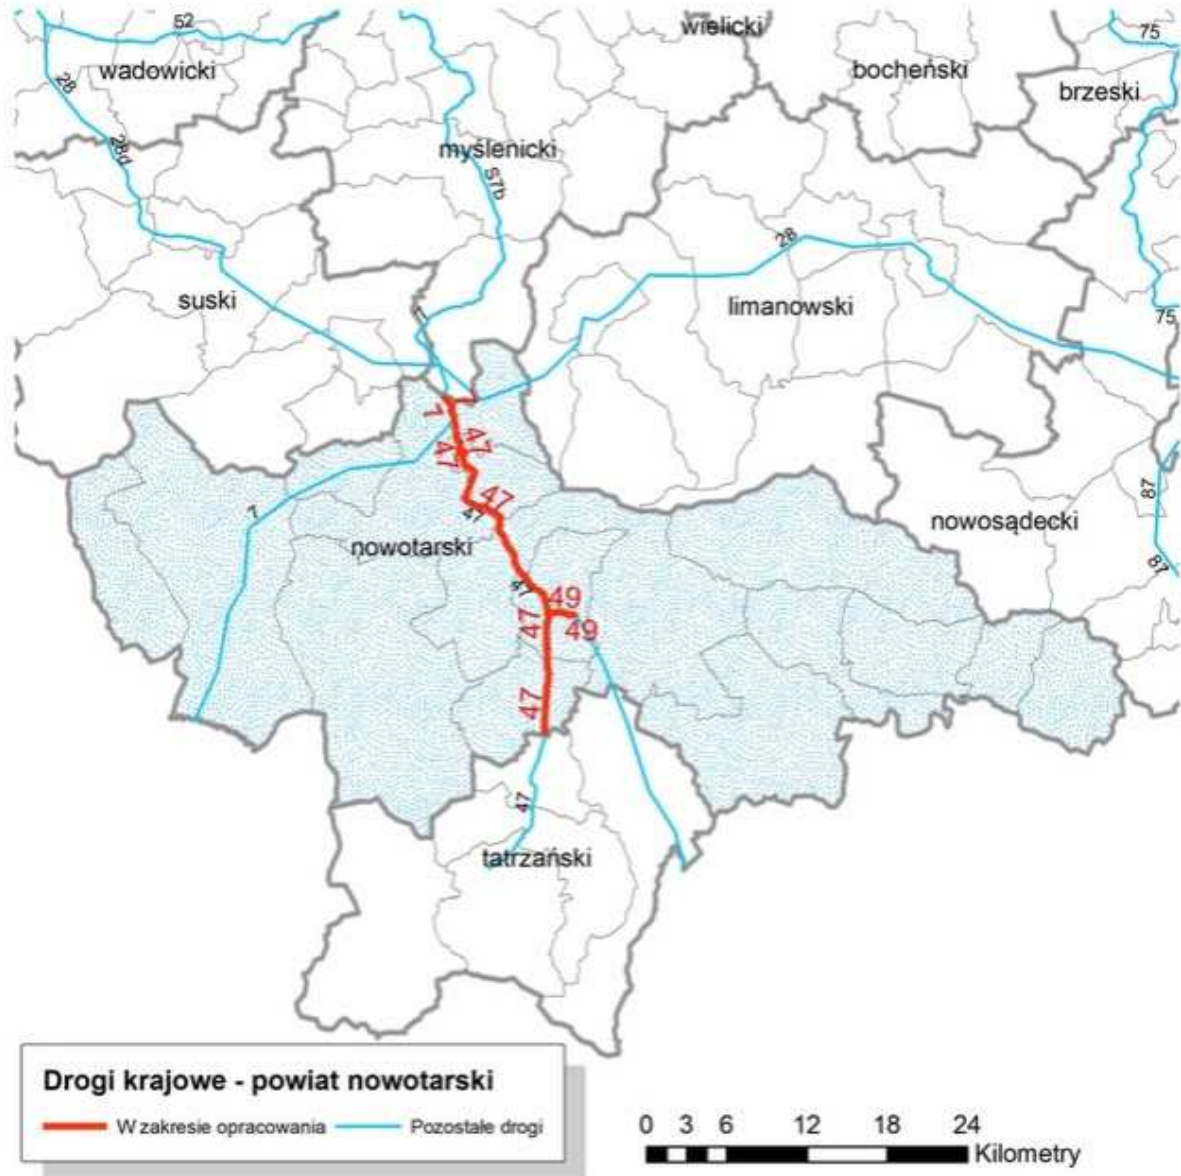 52
wielicki
75
wadowicki
bocheński
28
brzeski
28d
myślenicki
S7b
28
suski
limanowski
75
7
7
47
47
47
87
7
47
nowosądecki
nowotarski
87
47
49
47
49
47
47
tatrzański
Drogi krajowe - powiat nowotarski
W zakresie opracowania Pozostałe drogi
0 3 6 12 18 24
Kilometry